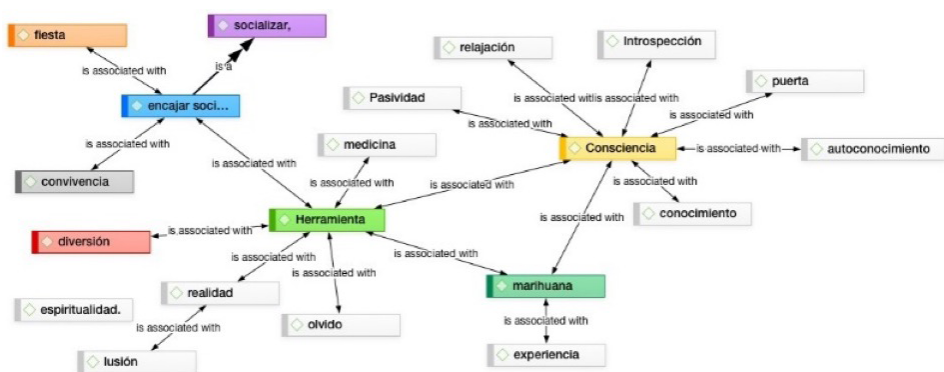 socializar,
fiesta
Introspección
relajación
is associated with
is a
puerta
is associated with
is associated with
is associated with
Pasividad
encajar soci...
is associated with
is associated with
medicina
Consciencia
is associated with
autoconocimiento
is associated with
is associated with
convivencia
is associated with
is associated with
is associated with
Herramienta
is associated with
conocimiento
is associated with
diversión
is associated with
is associated with
is associated with
realidad
marihuana
espiritualidad.
olvido
is associated with
is associated with
lusión
experiencia